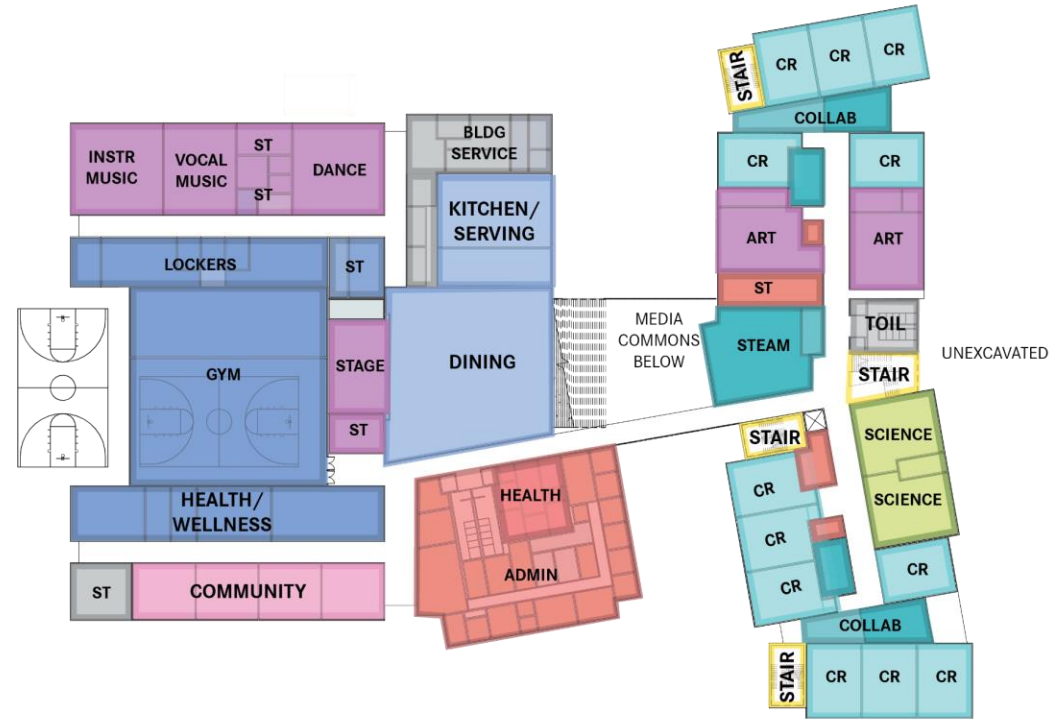 STAIR
CR
CR
CR
COLLAB
BLDG
SERVICE
INSTR
MUSIC
VOCAL
MUSIC
ST
ST
DANCE
CR
CR
KITCHEN/
SERVING
ART
ART
LOCKERS
ST
ST
MEDIA
COMMONS
BELOW
TOIL
STEAM
UNEXCAVATED
GYM
STAGE
DINING
STAIR
ST
STAIR
SCIENCE
SCIENCE
HEALTH/
WELLNESS
HEALTH
CR
CR
CR
CR
ADMIN
ST
COMMUNITY
COLLAB
STAIR
CR
CR
CR